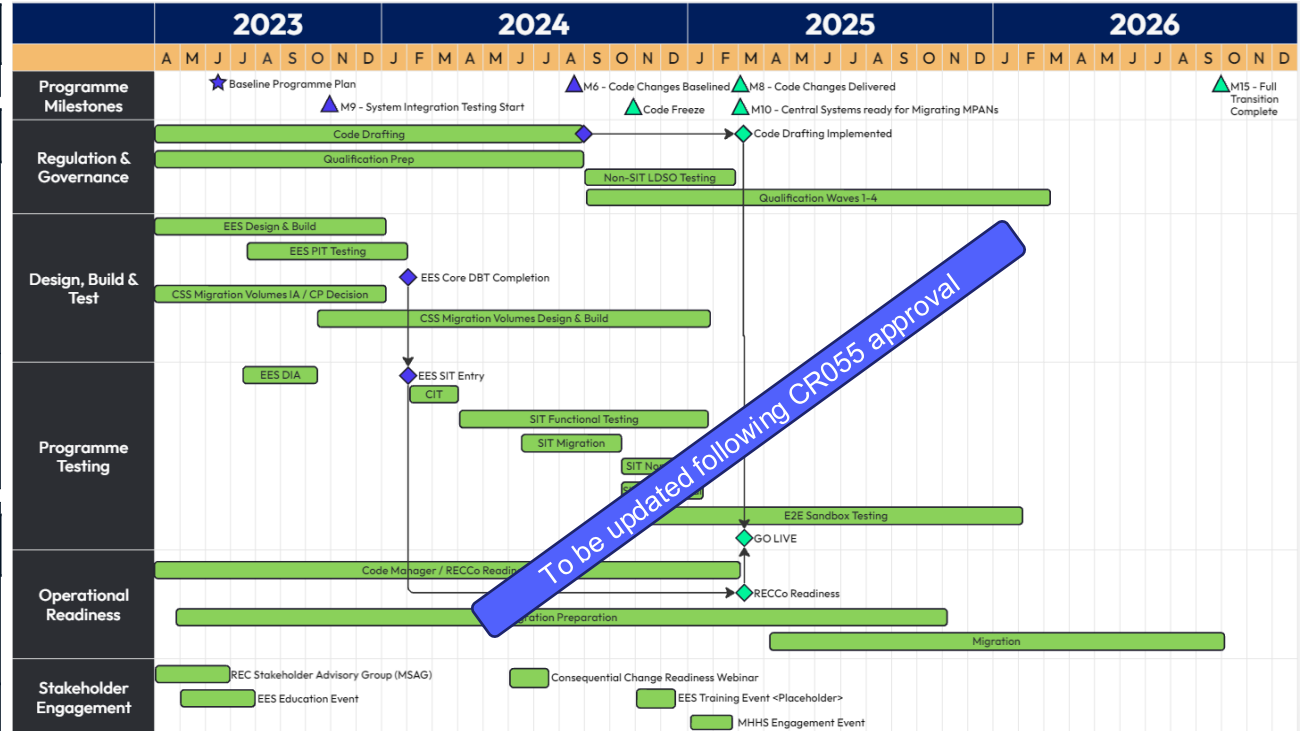 2023 2024 2025 2026
A M J J A S O N D J F M A M J J A S O N D J F M A M J J A S O N D J F M A M J J A S O N D
Programme
Milestones
Baseline Programme Plan
M9 - System Integration Testing Start
M6 - Code Changes Baselined
Code Freeze
M8 - Code Changes Delivered
M10 - Central Systems ready for Migrating MPANs
M15 - Full
Transition
Complete
Regulation &
Governance
Code Drafting
Code Drafting Implemented
Qualification Prep
Non-SIT LDSO Testing
Qualification Waves 1-4
Design, Build &
Test
EES Design & Build
EES PIT Testing
EES Core DBT Completion
CSS Migration Volumes IA / CP Decision
CSS Migration Volumes Design & Build
Programme
Testing
EES DIA
EES SIT Entry
CIT
SIT Functional Testing
SIT Migration
SIT
E2E Sandbox Testing
GO LIVE
To be updated following CR055 approval
Operational
Readiness
Code Manager / RECCo
RECCo Readiness
Preparation
Migration
Stakeholder
Engagement
REC Stakeholder Advisory Group (MSAG)
EES Education Event
Consequential Change Readiness Webinar
EES Training Event <Placeholder>
MHHS Engagement Event